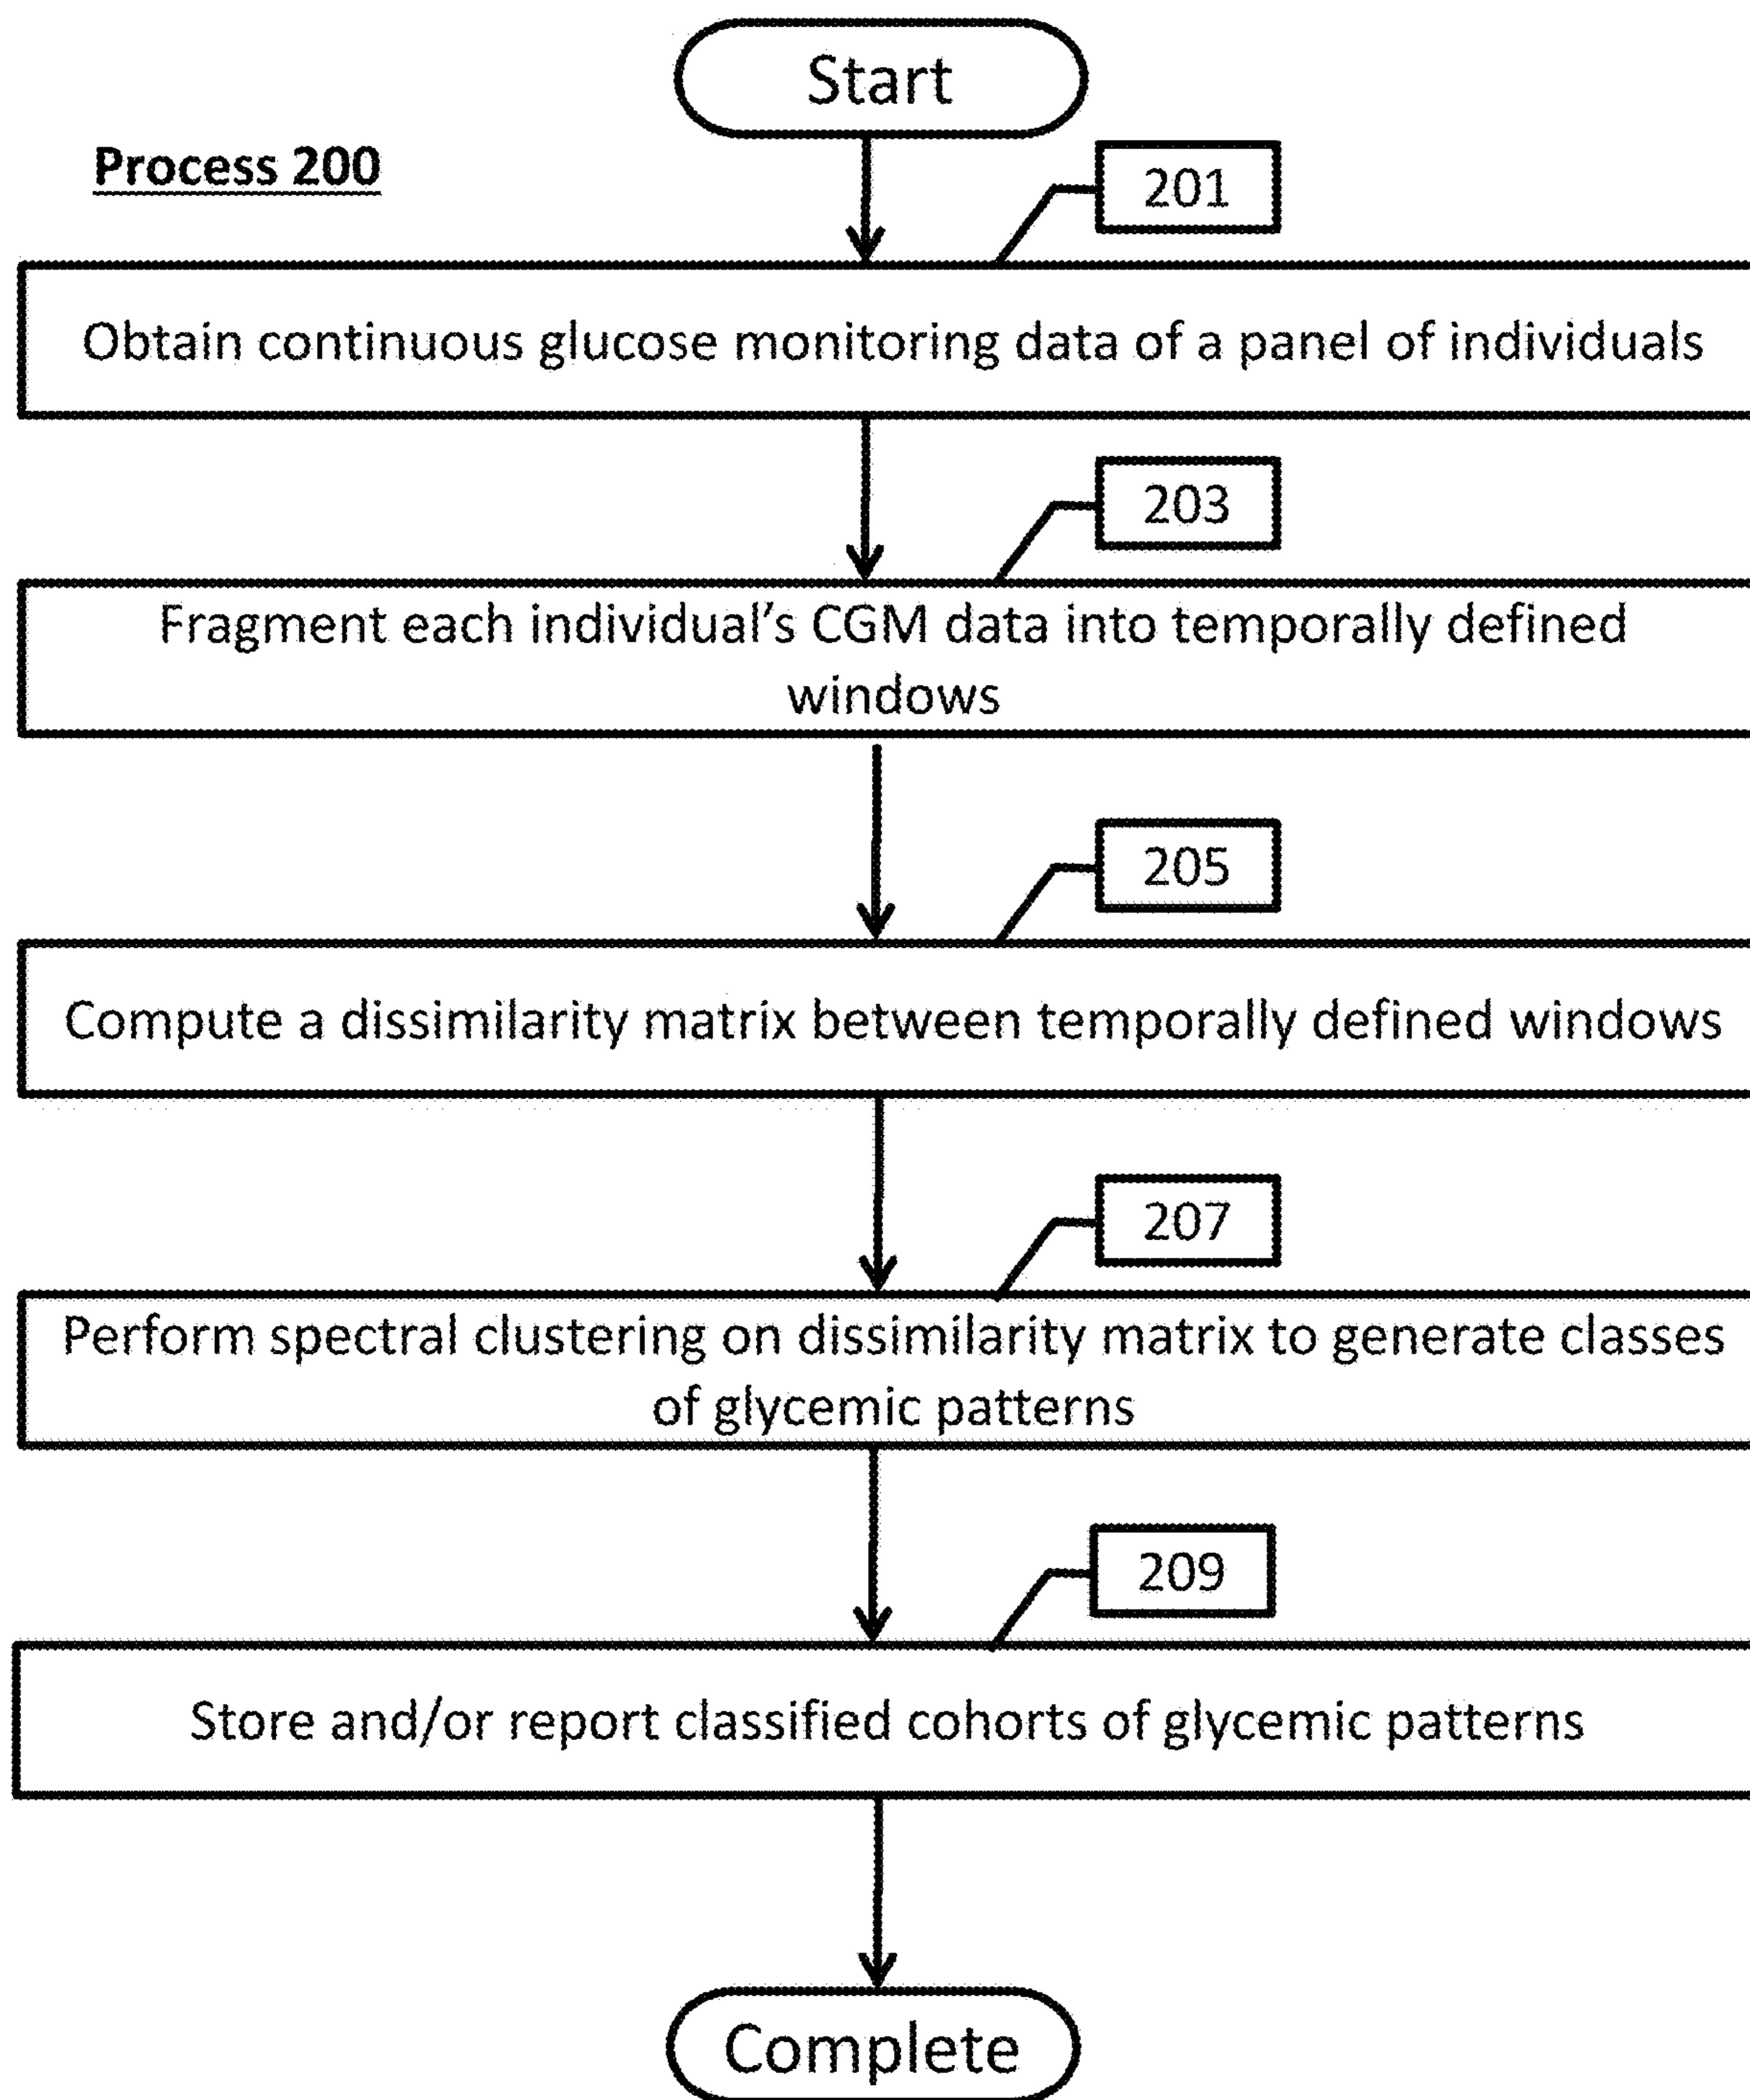 Start
Process 200
201
Obtain continuous glucose monitoring data of a panel of individuals
203
Fragment each individual’s CGM data into temporally defined
windows
205
Compute a dissimilarity matrix between temporally defined windows
207
Perform spectral clustering on dissimilarity matrix to generate classes
of glycemic patterns
209
Store and/or report classified cohorts of glycemic patterns
Complete